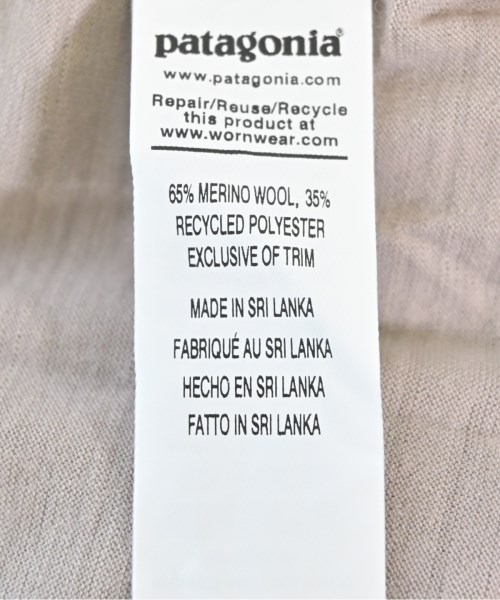 patagonia®
www.patagonia.com
Repair/Reuse/Recycle
this product at
www.wornwear.com
65% MERINO WOOL, 35%
RECYCLED POLYESTER
EXCLUSIVE OF TRIM
MADE IN SRI LANKA
FABRIQUÉ AU SRI LANKA
HECHO EN SRI LANKA
FATTO IN SRI LANKA